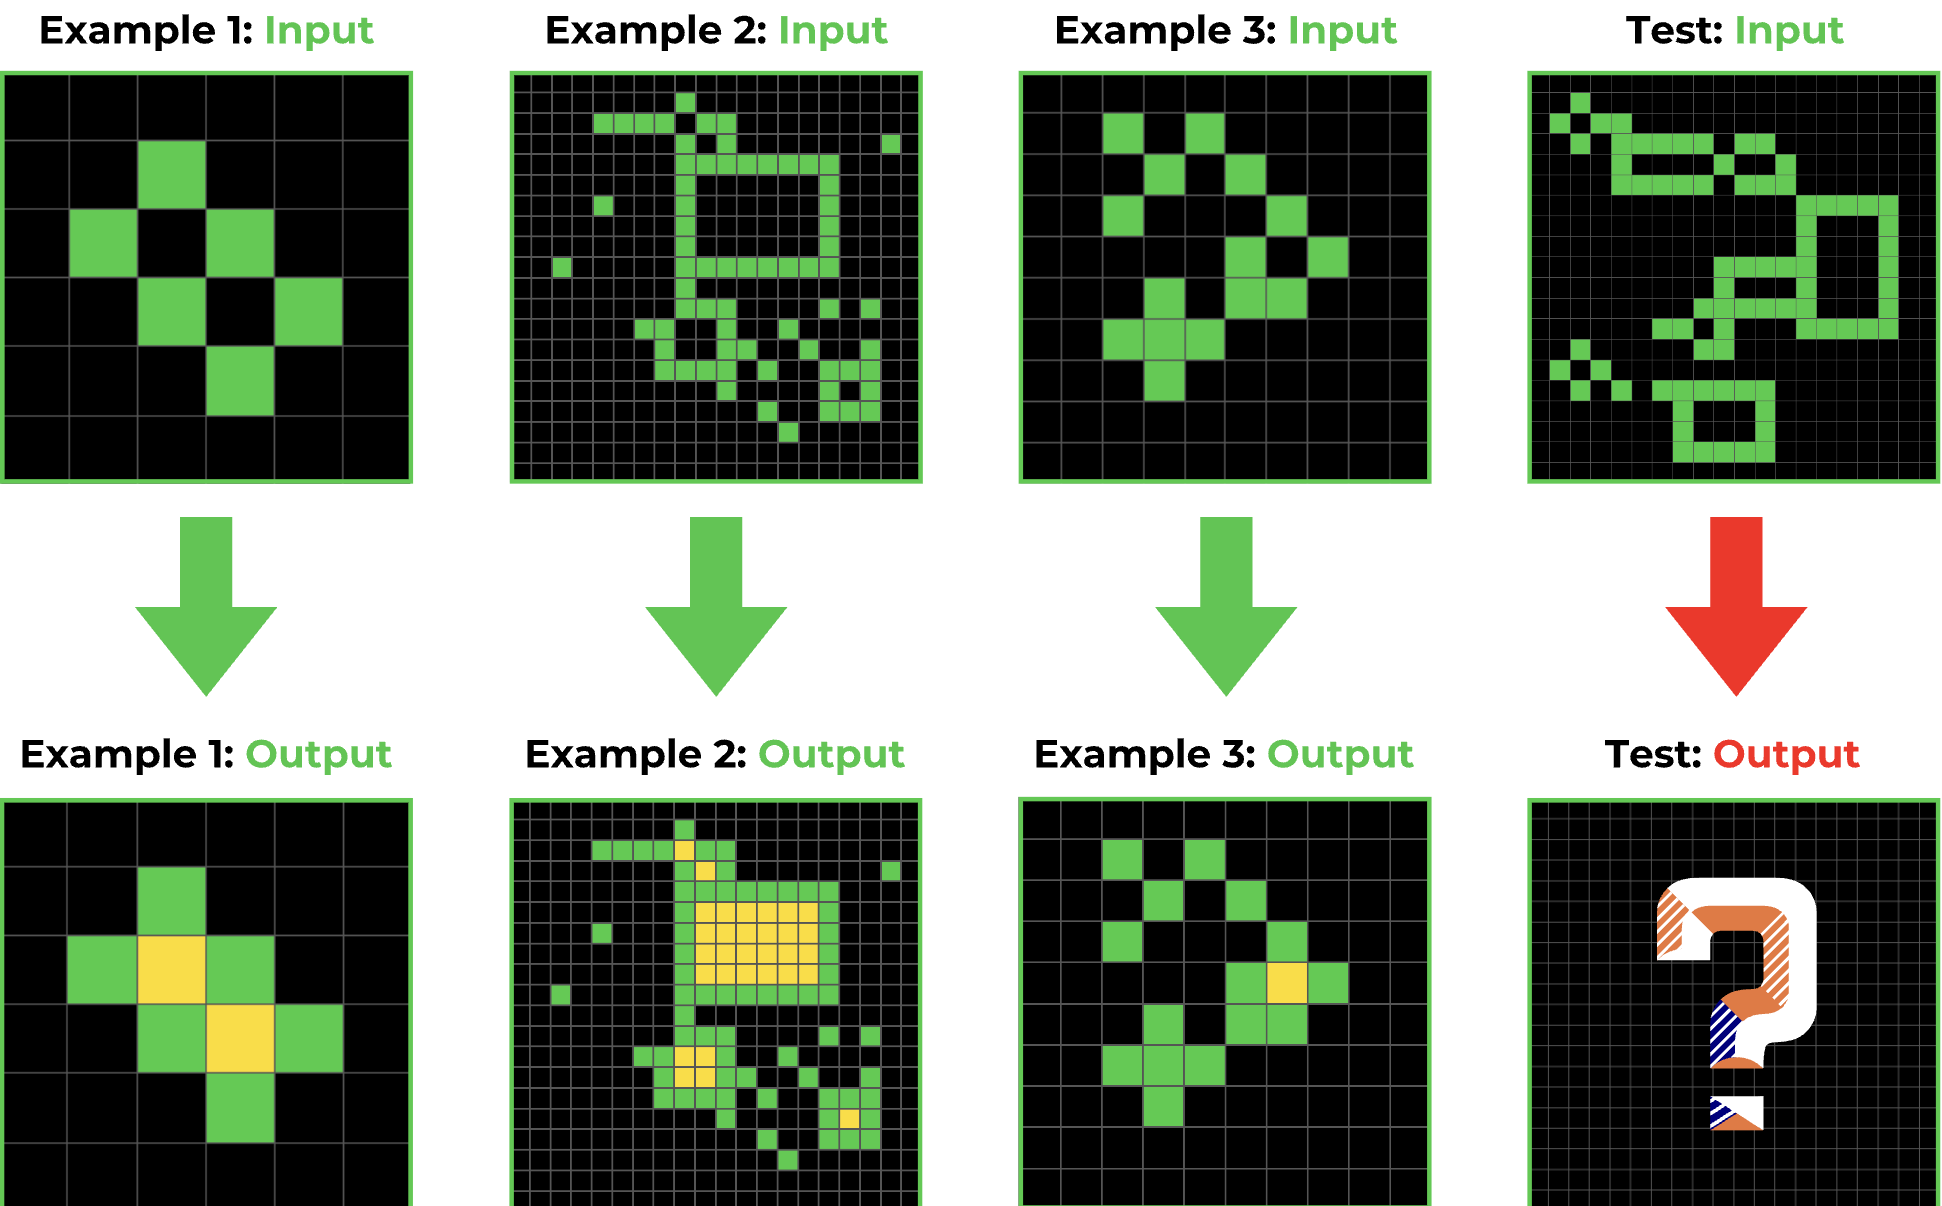 Example 1: Input
Example 2: Input
Example 3: Input
Test: Input
Example 1: Output
Example 2: Output
Example 3: Output
Test: Output
?